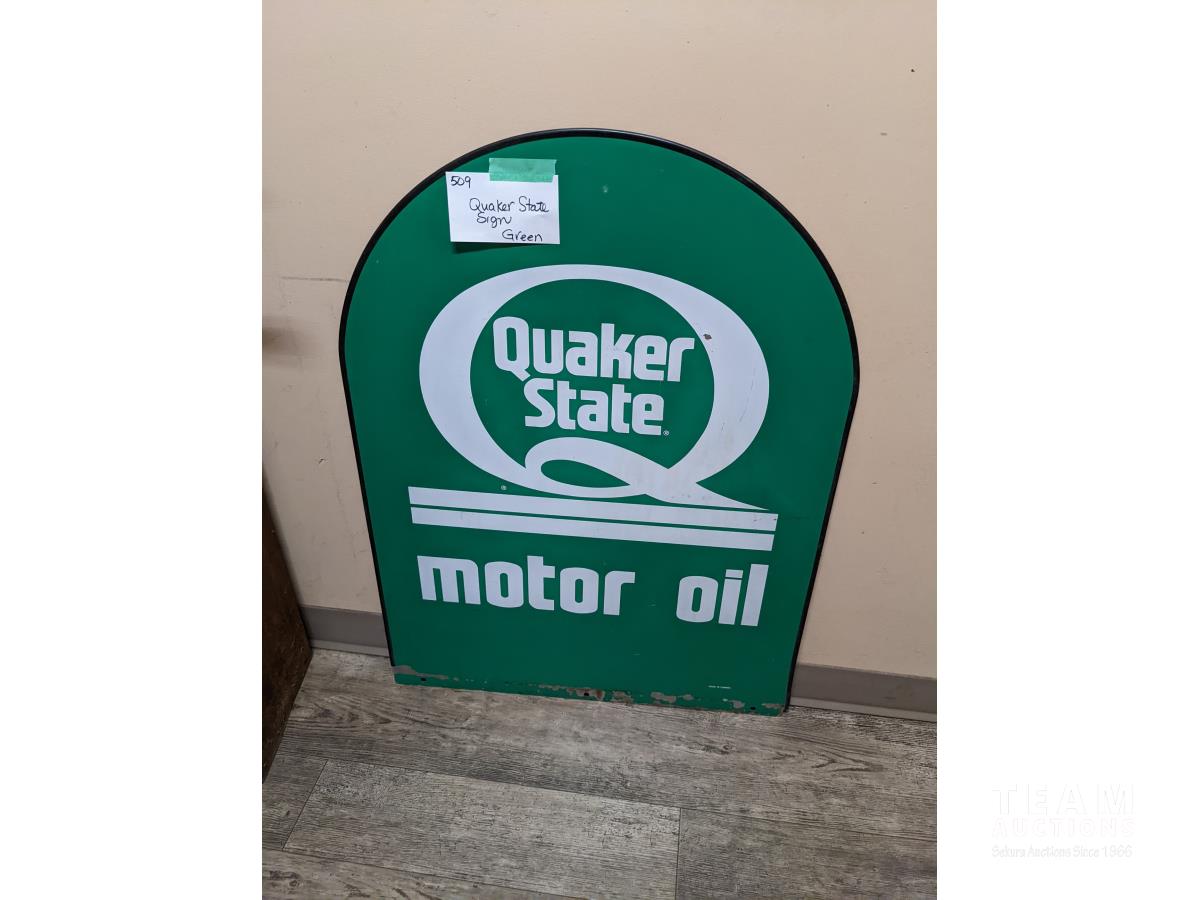 509
Quaker State
Sign
Green
Quaker
State®
®
motor oil
TEAM
AUCTIONS
Sekura Auctions Since 1966